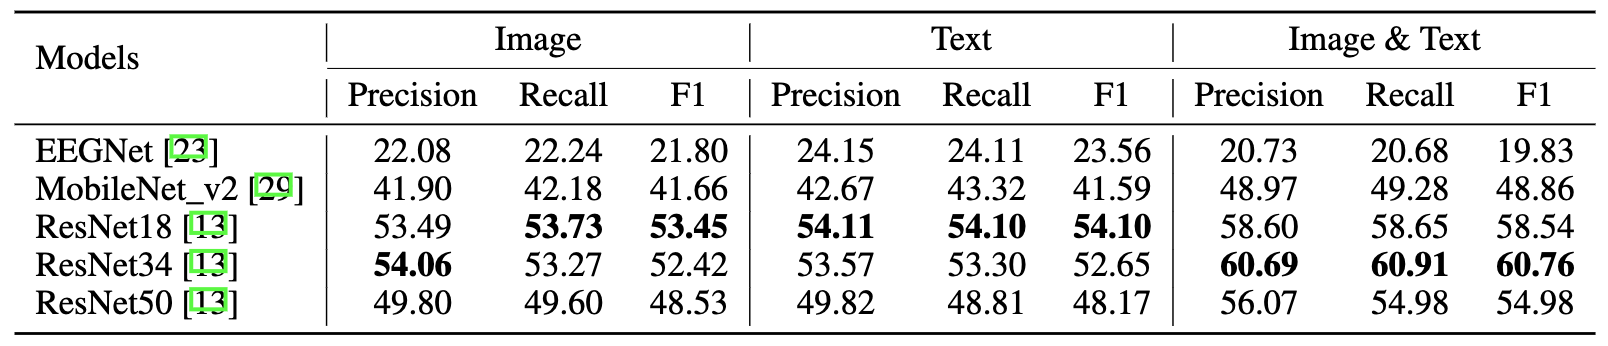 Models Image Text Image & Text
Precision Recall F1 Precision Recall F1 Precision Recall F1
EEGNet [23] 22.08 22.24 21.80 24.15 24.11 23.56 20.73 20.68 19.83
MobileNet_v2 [29] 41.90 42.18 41.66 42.67 43.32 41.59 48.97 49.28 48.86
ResNet18 [13] 53.49 53.73 53.45 54.11 54.10 54.10 58.60 58.65 58.54
ResNet34 [13] 54.06 53.27 52.42 53.57 53.30 52.65 60.69 60.91 60.76
ResNet50 [13] 49.80 49.60 48.53 49.82 48.81 48.17 56.07 54.98 54.98